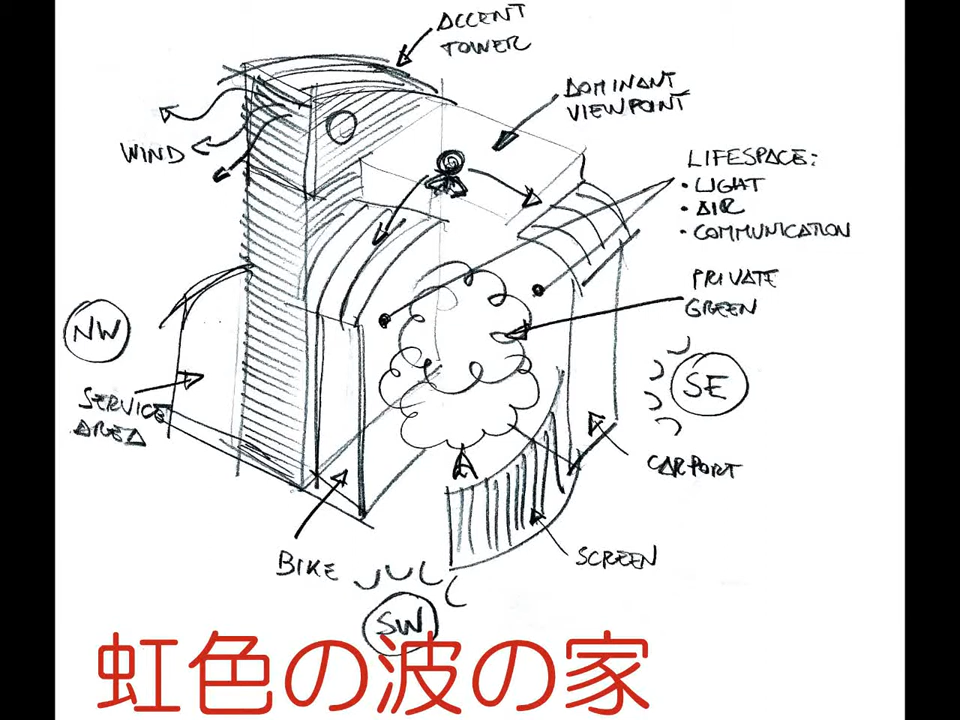 ACCENT
TOWER
DOMINANT
VIEWPOINT
WIND
LIFESPACE:
• LIGHT
• AIR
• COMMUNICATION
PRIVATE
GREEN
NW
SE
SERVICE
AREA
CARPORT
BIKE
SCREEN
SW
虹色の波の家